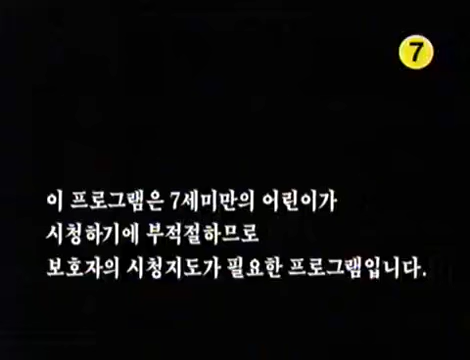 7
이 프로그램은 7세미만의 어린이가
시청하기에 부적절하므로
보호자의 시청지도가 필요한 프로그램입니다.